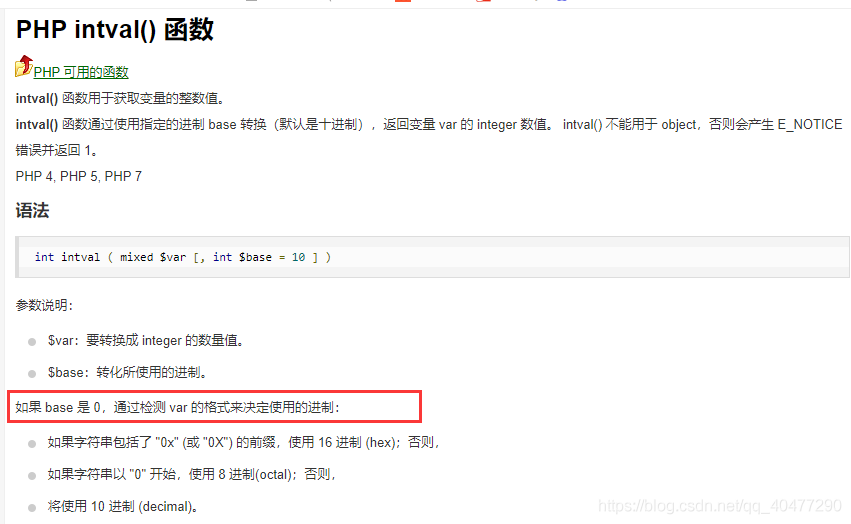 PHP intval() 函数
PHP 可用的函数
intval() 函数用于获取变量的整数值。
intval() 函数通过使用指定的进制 base 转换（默认是十进制），返回变量 var 的 integer 数值。 intval() 不能用于 object，否则会产生 E_NOTICE
错误并返回 1。
PHP 4, PHP 5, PHP 7
语法
int intval ( mixed $var [, int $base = 10 ] )
参数说明：
$var：要转换成 integer 的数量值。
$base：转化所使用的进制。
如果 base 是 0，通过检测 var 的格式来决定使用的进制：
如果字符串包括了 "0x" (或 "0X") 的前缀，使用 16 进制 (hex)；否则，
如果字符串以 "0" 开始，使用 8 进制(octal)；否则，
将使用 10 进制 (decimal)。
https://blog.csdn.net/qq_40477290